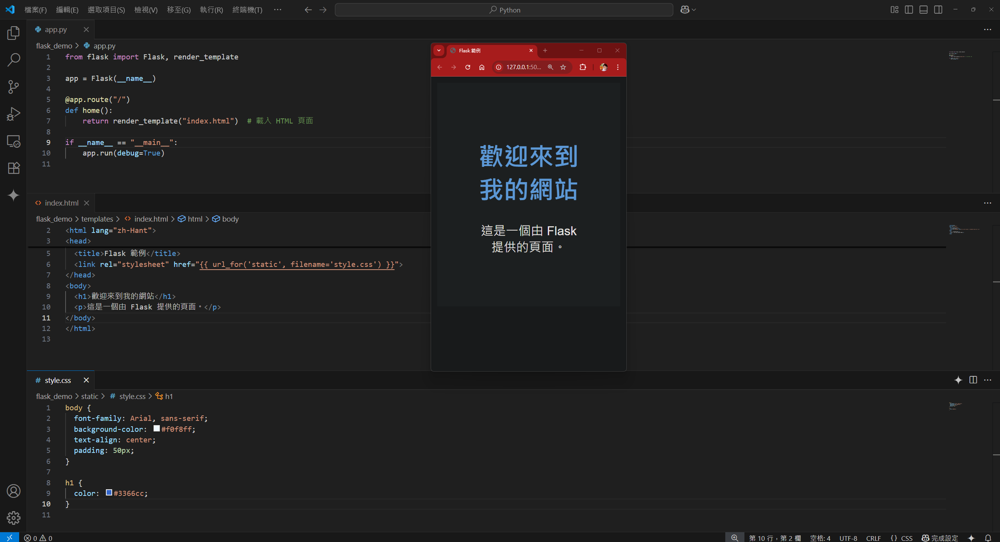 檔案(F) 編輯(E) 選取項目(S) 檢視(V) 移至(G) 執行(R) 終端機(T) ··· Python
app.py
flask_demo > app.py
1 from flask import Flask, render_template
2
3 app = Flask(__name__)
4
5 @app.route("/")
6 def home():
7 return render_template("index.html") # 載入 HTML 頁面
8
9 if __name__ == "__main__":
10 app.run(debug=True)
11
index.html
flask_demo > templates > index.html > html > body
2 <html lang="zh-Hant">
3 <head>
5 <title>Flask 範例</title>
6 <link rel="stylesheet" href="{{ url_for('static', filename='style.css') }}">
7 </head>
8 <body>
9 <h1>歡迎來到我的網站</h1>
10 <p>這是一個由 Flask 提供的頁面。</p>
11 </body>
12 </html>
13
Flask 範例
127.0.0.1:50...
歡迎來到
我的網站
這是一個由 Flask
提供的頁面。
# style.css
flask_demo > static > # style.css > h1
1 body {
2 font-family: Arial, sans-serif;
3 background-color: #f0f8ff;
4 text-align: center;
5 padding: 50px;
6 }
7
8 h1 {
9 color: #3366cc;
10 }
11
0 0 第 10 行，第 2 欄 空格: 4 UTF-8 CRLF {} CSS 完成設定